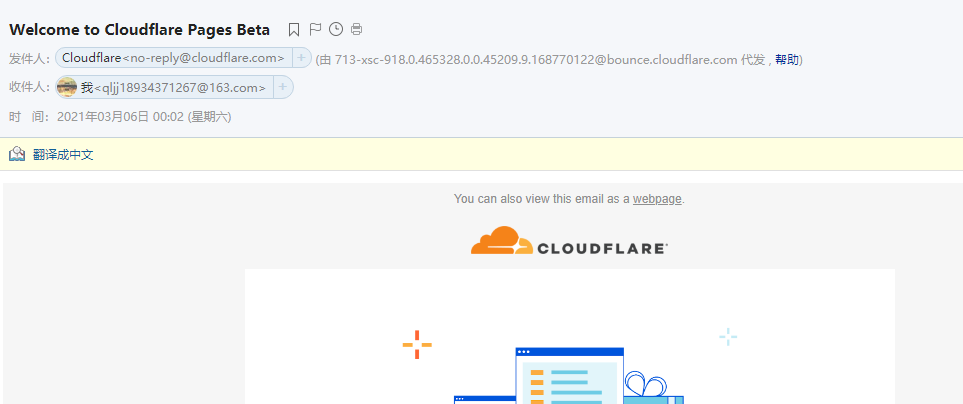 Welcome to Cloudflare Pages Beta
发件人： Cloudflare<no-reply@cloudflare.com> + (由 713-xsc-918.0.465328.0.0.45209.9.168770122@bounce.cloudflare.com 代发 , 帮助)
收件人： 我<qljj18934371267@163.com> +
时 间： 2021年03月06日 00:02 (星期六)
翻译成中文
You can also view this email as a webpage.
CLOUDFLARE